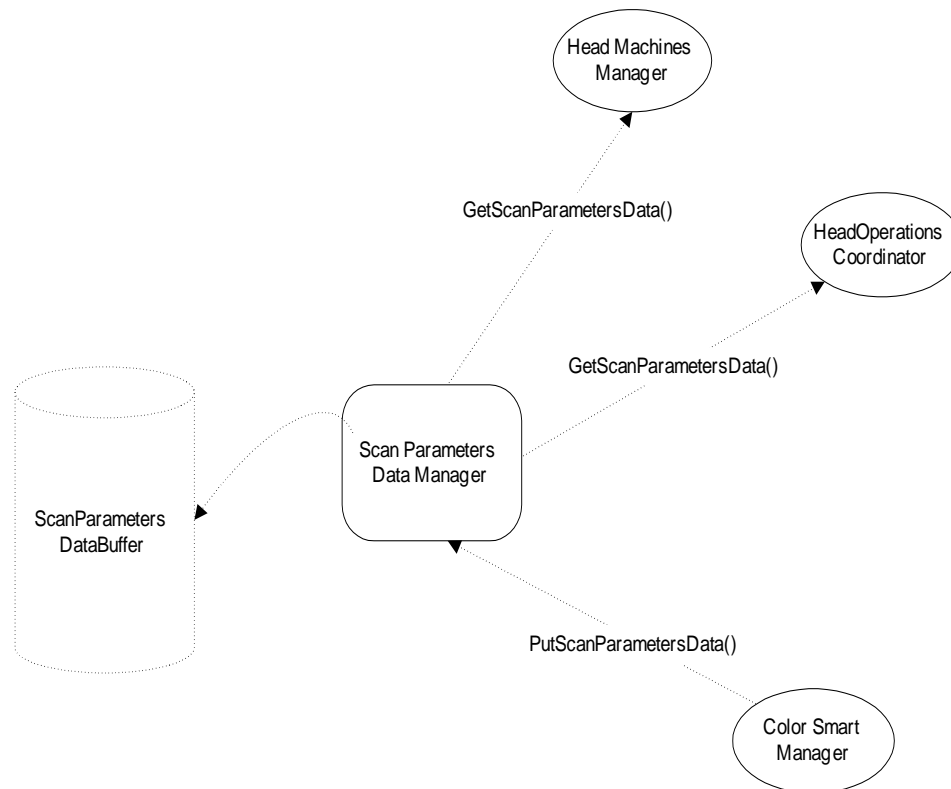 Head Machines
Manager
GetScanParametersData()
HeadOperations
Coordinator
GetScanParametersData()
Scan Parameters
Data Manager
ScanParameters
DataBuffer
PutScanParametersData()
Color Smart
Manager